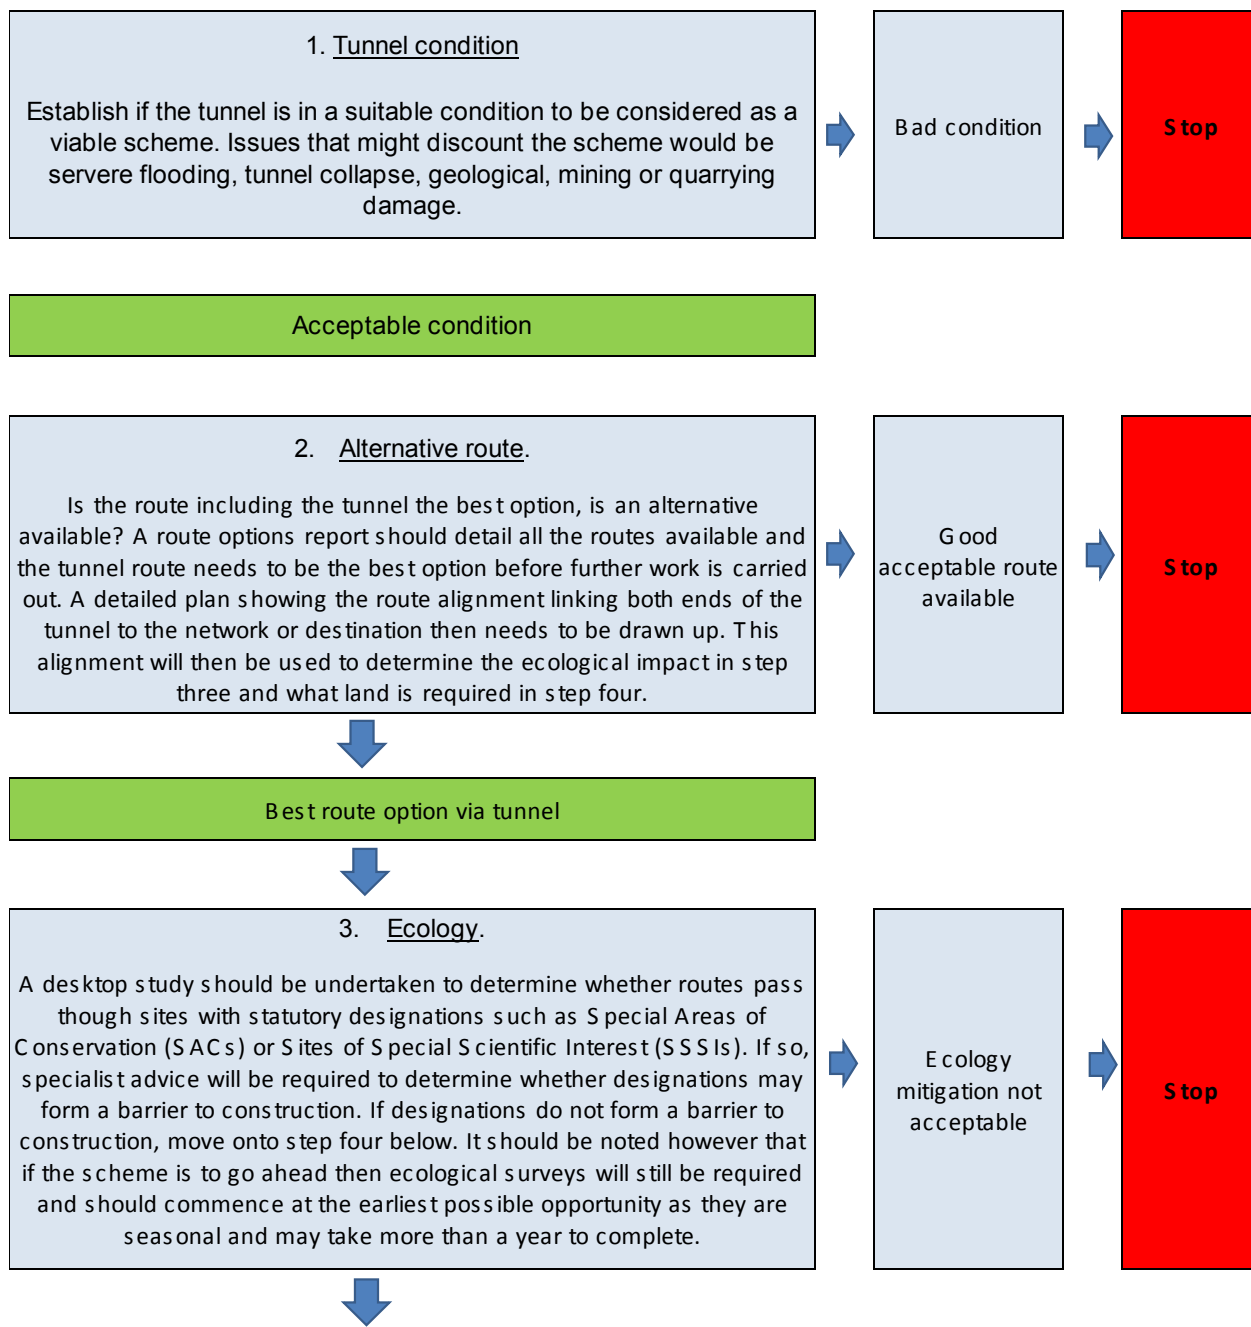 1. Tunnel condition
Establish if the tunnel is in a suitable condition to be considered as a
viable scheme. Issues that might discount the scheme would be
servere flooding, tunnel collapse, geological, mining or quarrying
damage.
Bad condition
Stop
Acceptable condition
2. Alternative route.
Is the route including the tunnel the best option, is an alternative
available? A route options report should detail all the routes available and
the tunnel route needs to be the best option before further work is carried
out. A detailed plan showing the route alignment linking both ends of the
tunnel to the network or destination then needs to be drawn up. This
alignment will then be used to determine the ecological impact in step
three and what land is required in step four.
Good
acceptable route
available
Stop
Best route option via tunnel
3. Ecology.
A desktop study should be undertaken to determine whether routes pass
though sites with statutory designations such as Special Areas of
Conservation (SACs) or Sites of Special Scientific Interest (SSSIs). If so,
specialist advice will be required to determine whether designations may
form a barrier to construction. If designations do not form a barrier to
construction, move onto step four below. It should be noted however that
if the scheme is to go ahead then ecological surveys will still be required
and should commence at the earliest possible opportunity as they are
seasonal and may take more than a year to complete.
Ecology
mitigation not
acceptable
Stop